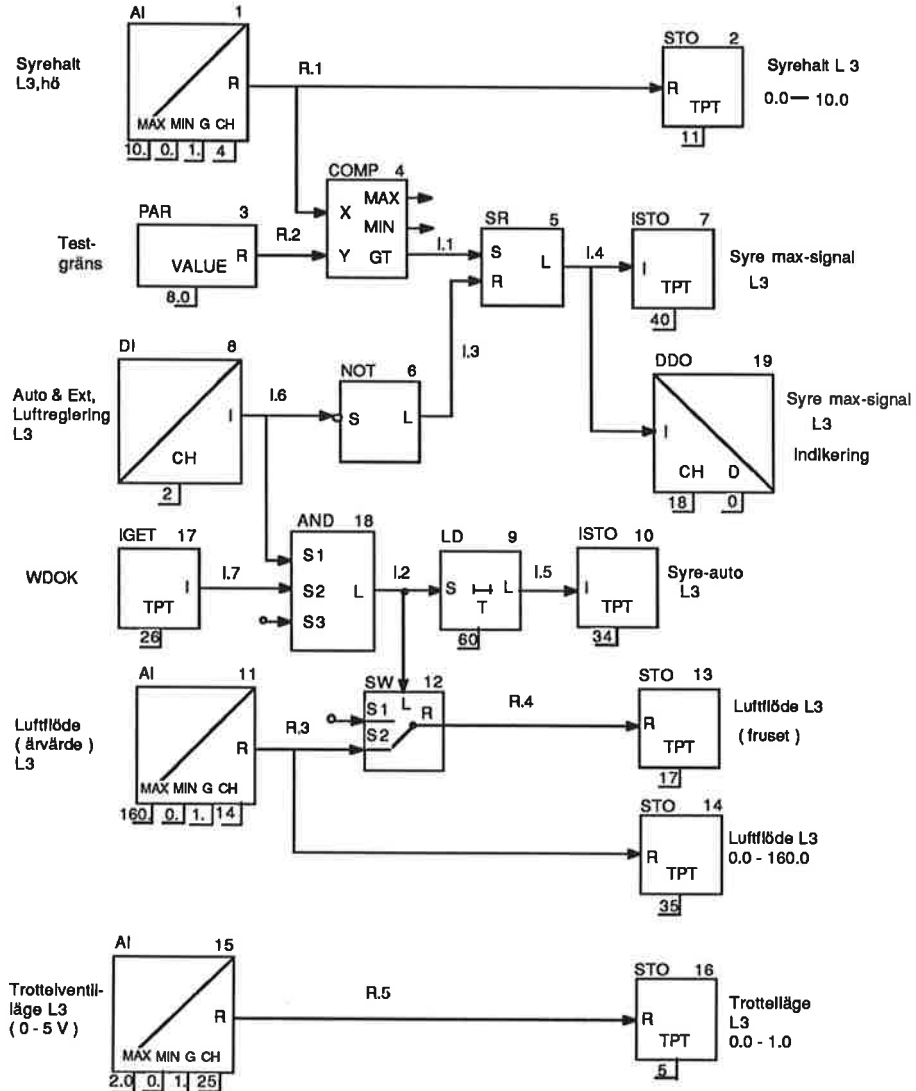 AI 1
Syrehalt
L3,hö
R
MAX MIN G CH
10. 0. 1. 4
R.1
STO 2
R
TPT
11
Syrehalt L 3
0.0 — 10.0
COMP 4
X
Y
MAX
MIN
GT
PAR 3
Test-
gräns
R
VALUE
8.0
R.2
I.1
SR 5
S
R
L
I.4
ISTO 7
I
TPT
40
Syre max-signal
L3
DI 8
Auto & Ext,
Luftreglering
L3
I
CH
2
I.6
NOT 6
S L
I.3
DDO 19
I
CH D
18 0
Syre max-signal
L3
Indikering
IGET 17
WDOK
I
TPT
26
I.7
AND 18
S1
S2
S3
L
I.2
LD 9
S L
T
60
I.5
ISTO 10
I
TPT
34
Syre-auto
L3
AI 11
Luftflöde
( ärvärde )
L3
R
MAX MIN G CH
160. 0. 1. 14
R.3
SW 12
S1
S2
L
R
R.4
STO 13
R
TPT
17
Luftflöde L3
( fruset )
STO 14
R
TPT
35
Luftflöde L3
0.0 - 160.0
AI 15
Trottelventil-
läge L3
( 0 - 5 V )
R
MAX MIN G CH
2.0 0. 1. 25
R.5
STO 16
R
TPT
5
Trottelläge
L3
0.0 - 1.0